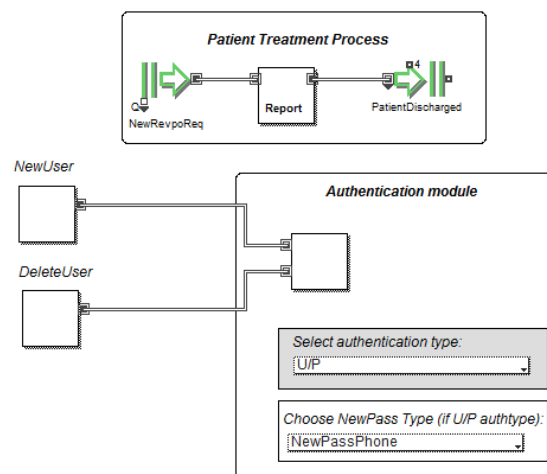 Patient Treatment Process
4
Report
Q
NewRevpoReq
PatientDischarged
NewUser
Authentication module
DeleteUser
Select authentication type:
U/P
Choose NewPass Type (if U/P authtype):
NewPassPhone